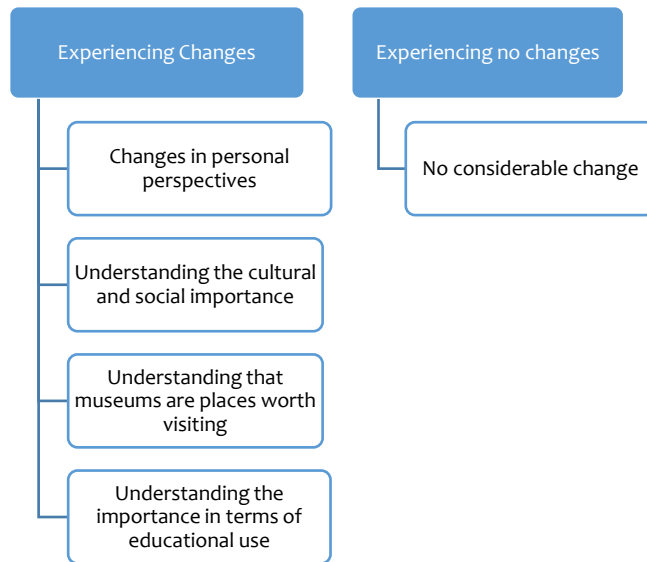 Experiencing Changes
Changes in personal
perspectives
Understanding the cultural
and social importance
Understanding that
museums are places worth
visiting
Understanding the
importance in terms of
educational use
Experiencing no changes
No considerable change